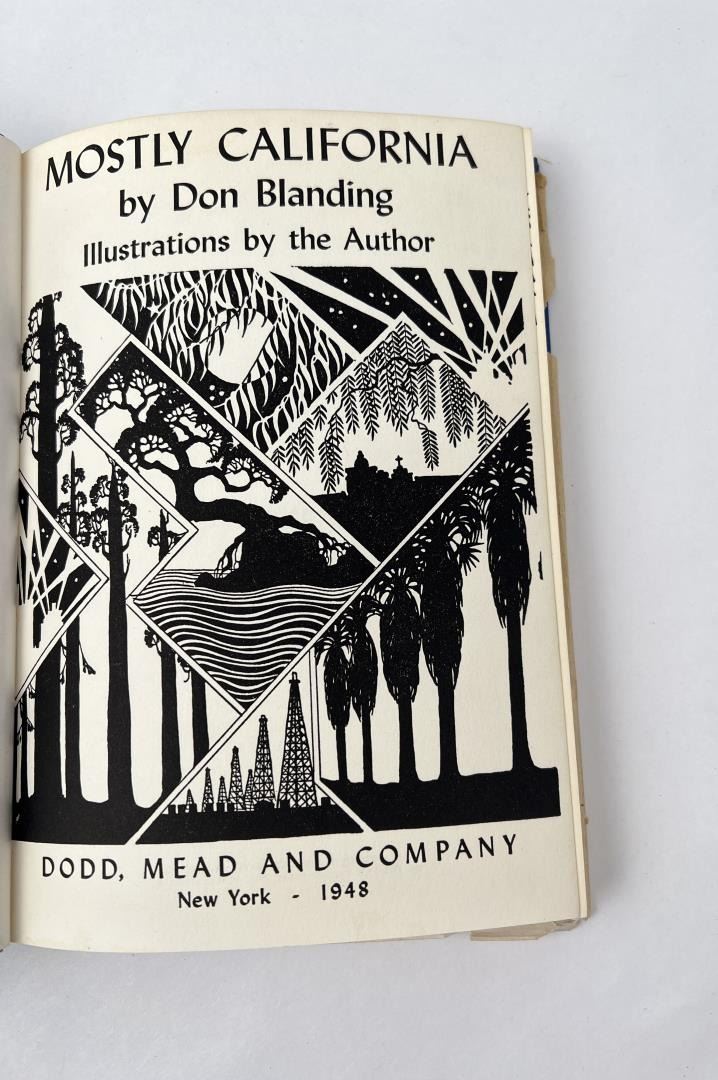 MOSTLY CALIFORNIA
by Don Blanding
Illustrations by the Author
DODD, MEAD AND COMPANY
New York - 1948